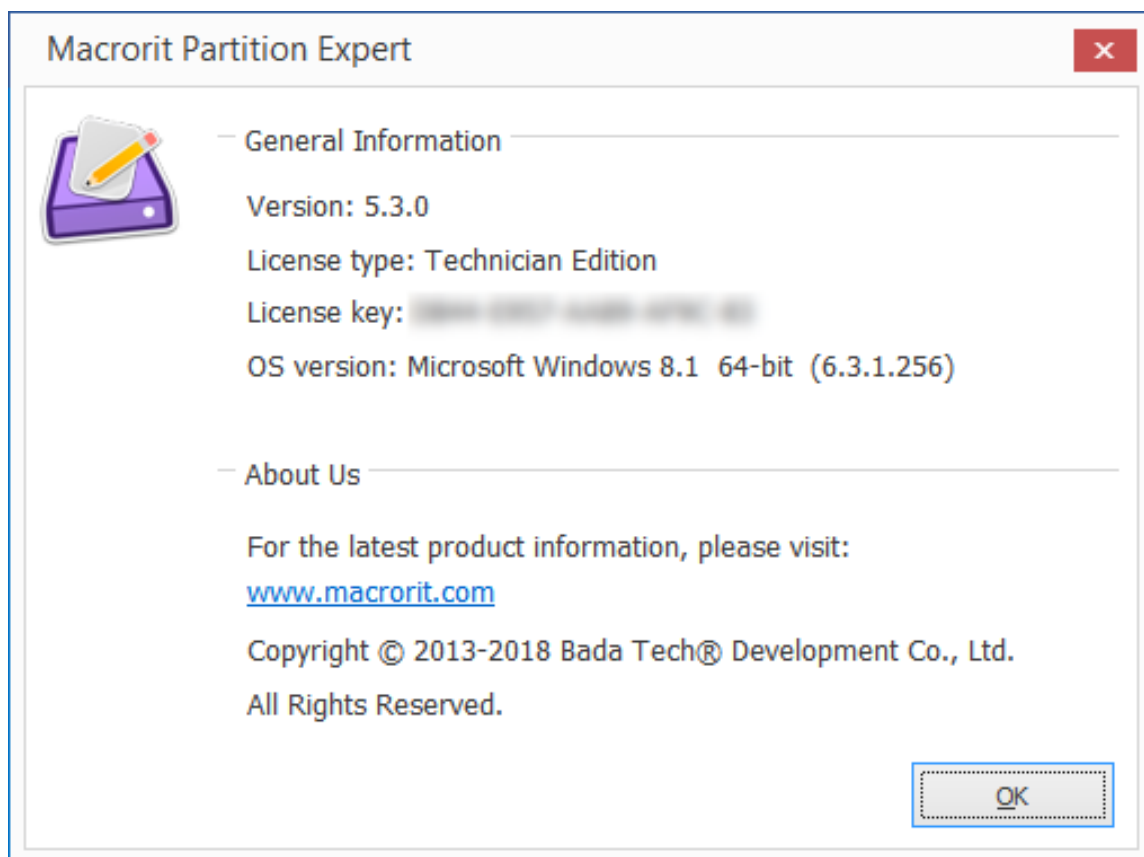 Macrorit Partition Expert
General Information
Version: 5.3.0
License type: Technician Edition
License key:
OS version: Microsoft Windows 8.1 64-bit (6.3.1.256)
About Us
For the latest product information, please visit:
www.macrorit.com
Copyright © 2013-2018 Bada Tech® Development Co., Ltd.
All Rights Reserved.
OK